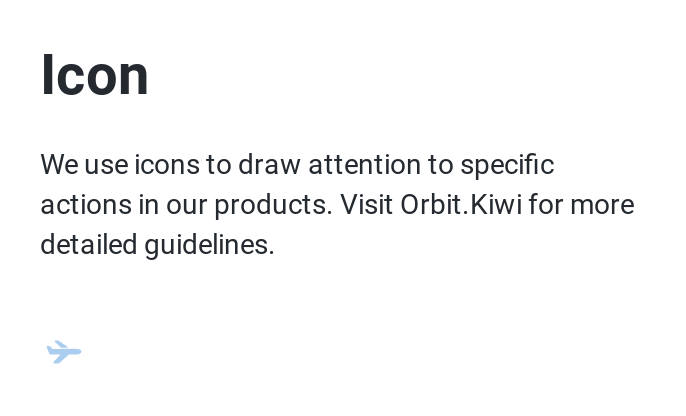 Icon
We use icons to draw attention to specific
actions in our products. Visit Orbit.Kiwi for more
detailed guidelines.